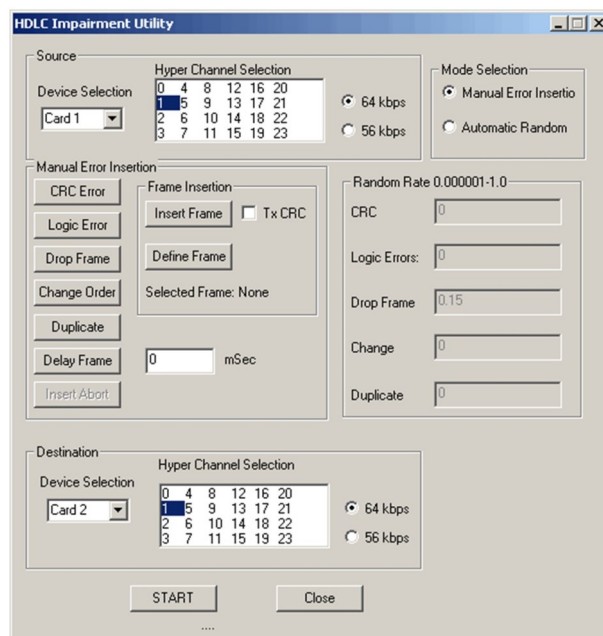 HDLC Impairment Utility
Source
Device Selection
Card 1
Hyper Channel Selection
0 4 8 12 16 20
1 5 9 13 17 21
2 6 10 14 18 22
3 7 11 15 19 23
64 kbps
56 kbps
Mode Selection
Manual Error Insertio
Automatic Random
Manual Error Insertion
CRC Error
Logic Error
Drop Frame
Change Order
Duplicate
Delay Frame
0 mSec
Insert Abort
Frame Insertion
Insert Frame
Tx CRC
Define Frame
Selected Frame: None
Random Rate 0.000001-1.0
CRC 0
Logic Errors: 0
Drop Frame 0.15
Change 0
Duplicate 0
Destination
Device Selection
Card 2
Hyper Channel Selection
0 4 8 12 16 20
1 5 9 13 17 21
2 6 10 14 18 22
3 7 11 15 19 23
64 kbps
56 kbps
START
Close
....